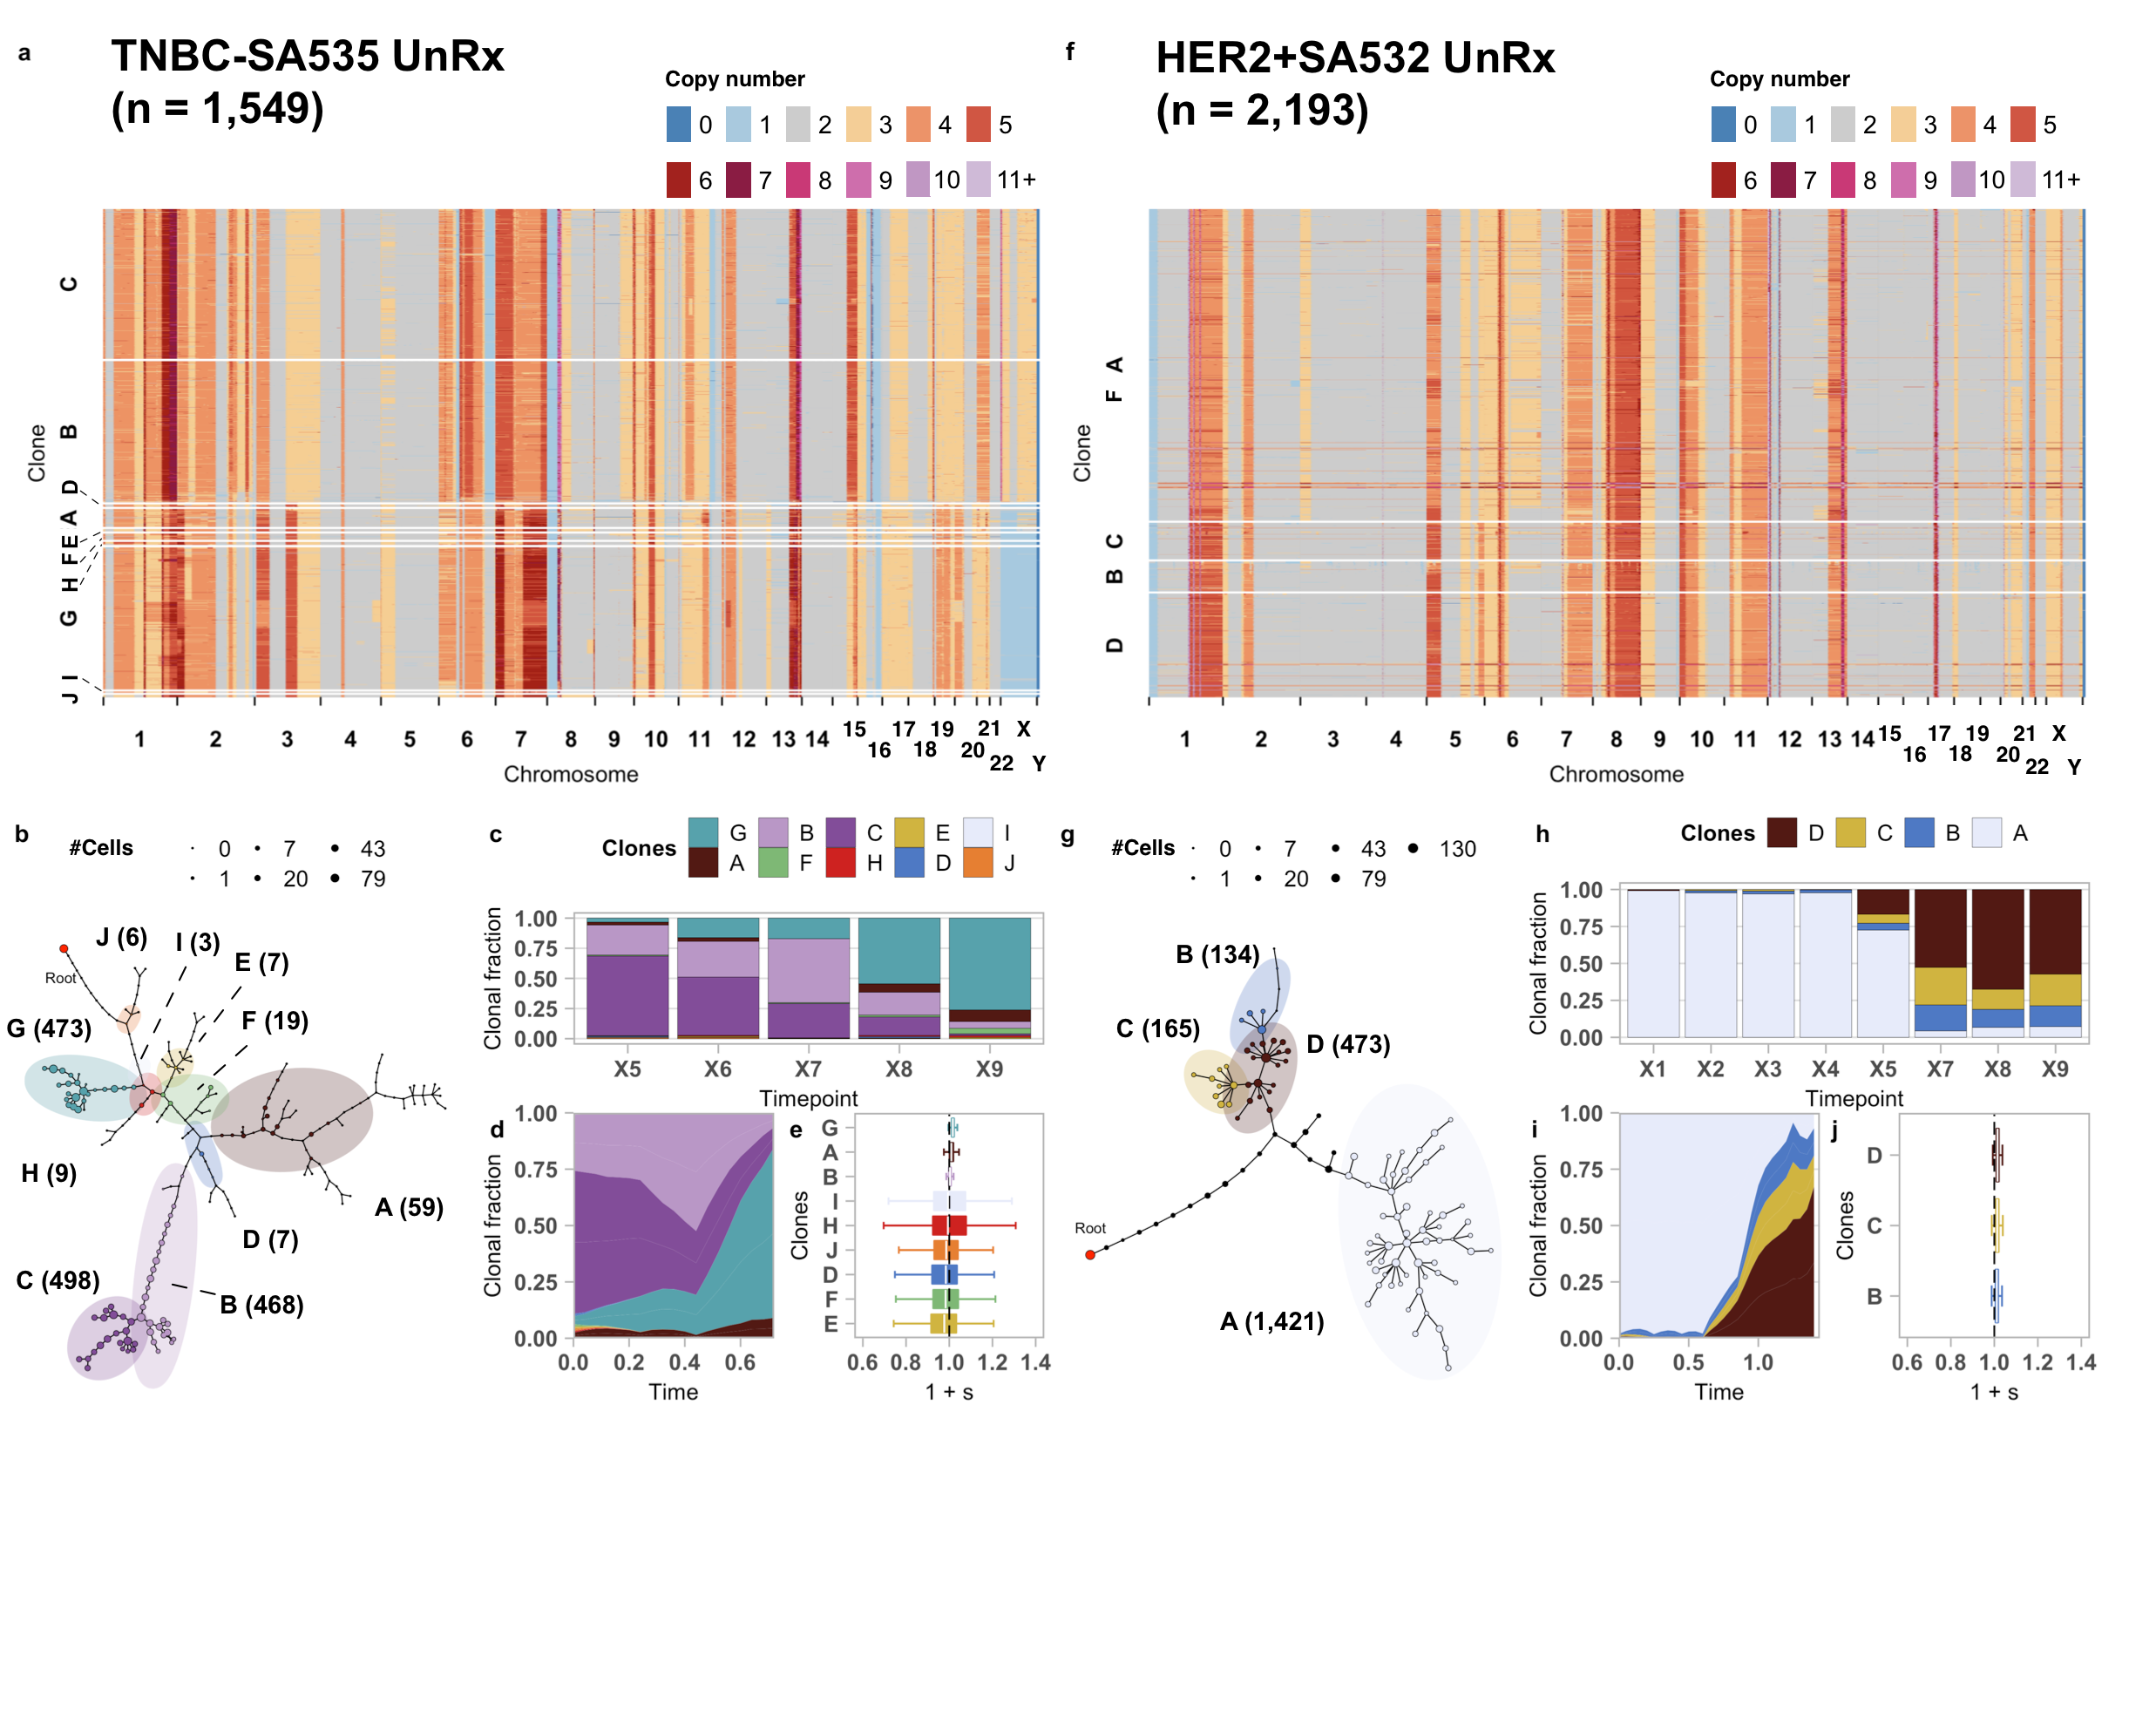 a
TNBC-SA535 UnRx
(n = 1,549)
Copy number
0 1 2 3 4 5
6 7 8 9 10 11+
Clone
C
B
D
A
E
F
H
G
I
J
1 2 3 4 5 6 7 8 9 10 11 12 13 14 15 16 17 18 19 20 21 22 X Y
Chromosome
f
HER2+SA532 UnRx
(n = 2,193)
Copy number
0 1 2 3 4 5
6 7 8 9 10 11+
Clone
A
F
C
B
D
1 2 3 4 5 6 7 8 9 10 11 12 13 14 15 16 17 18 19 20 21 22 X Y
Chromosome
b
#Cells
0 7 43
1 20 79
Root
J (6)
I (3)
E (7)
G (473)
F (19)
H (9)
A (59)
D (7)
C (498)
B (468)
c
Clones
G B C E I
A F H D J
Clonal fraction
1.00
0.75
0.50
0.25
0.00
X5 X6 X7 X8 X9
Timepoint
d
Clonal fraction
1.00
0.75
0.50
0.25
0.00
0.0 0.2 0.4 0.6
Time
e
Clones
G
A
B
I
H
J
D
F
E
0.6 0.8 1.0 1.2 1.4
1 + s
g
#Cells
0 7 43 130
1 20 79
B (134)
C (165)
D (473)
Root
A (1,421)
h
Clones
D C B A
Clonal fraction
1.00
0.75
0.50
0.25
0.00
X1 X2 X3 X4 X5 X7 X8 X9
Timepoint
i
Clonal fraction
1.00
0.75
0.50
0.25
0.00
0.0 0.5 1.0
Time
j
Clones
D
C
B
0.6 0.8 1.0 1.2 1.4
1 + s